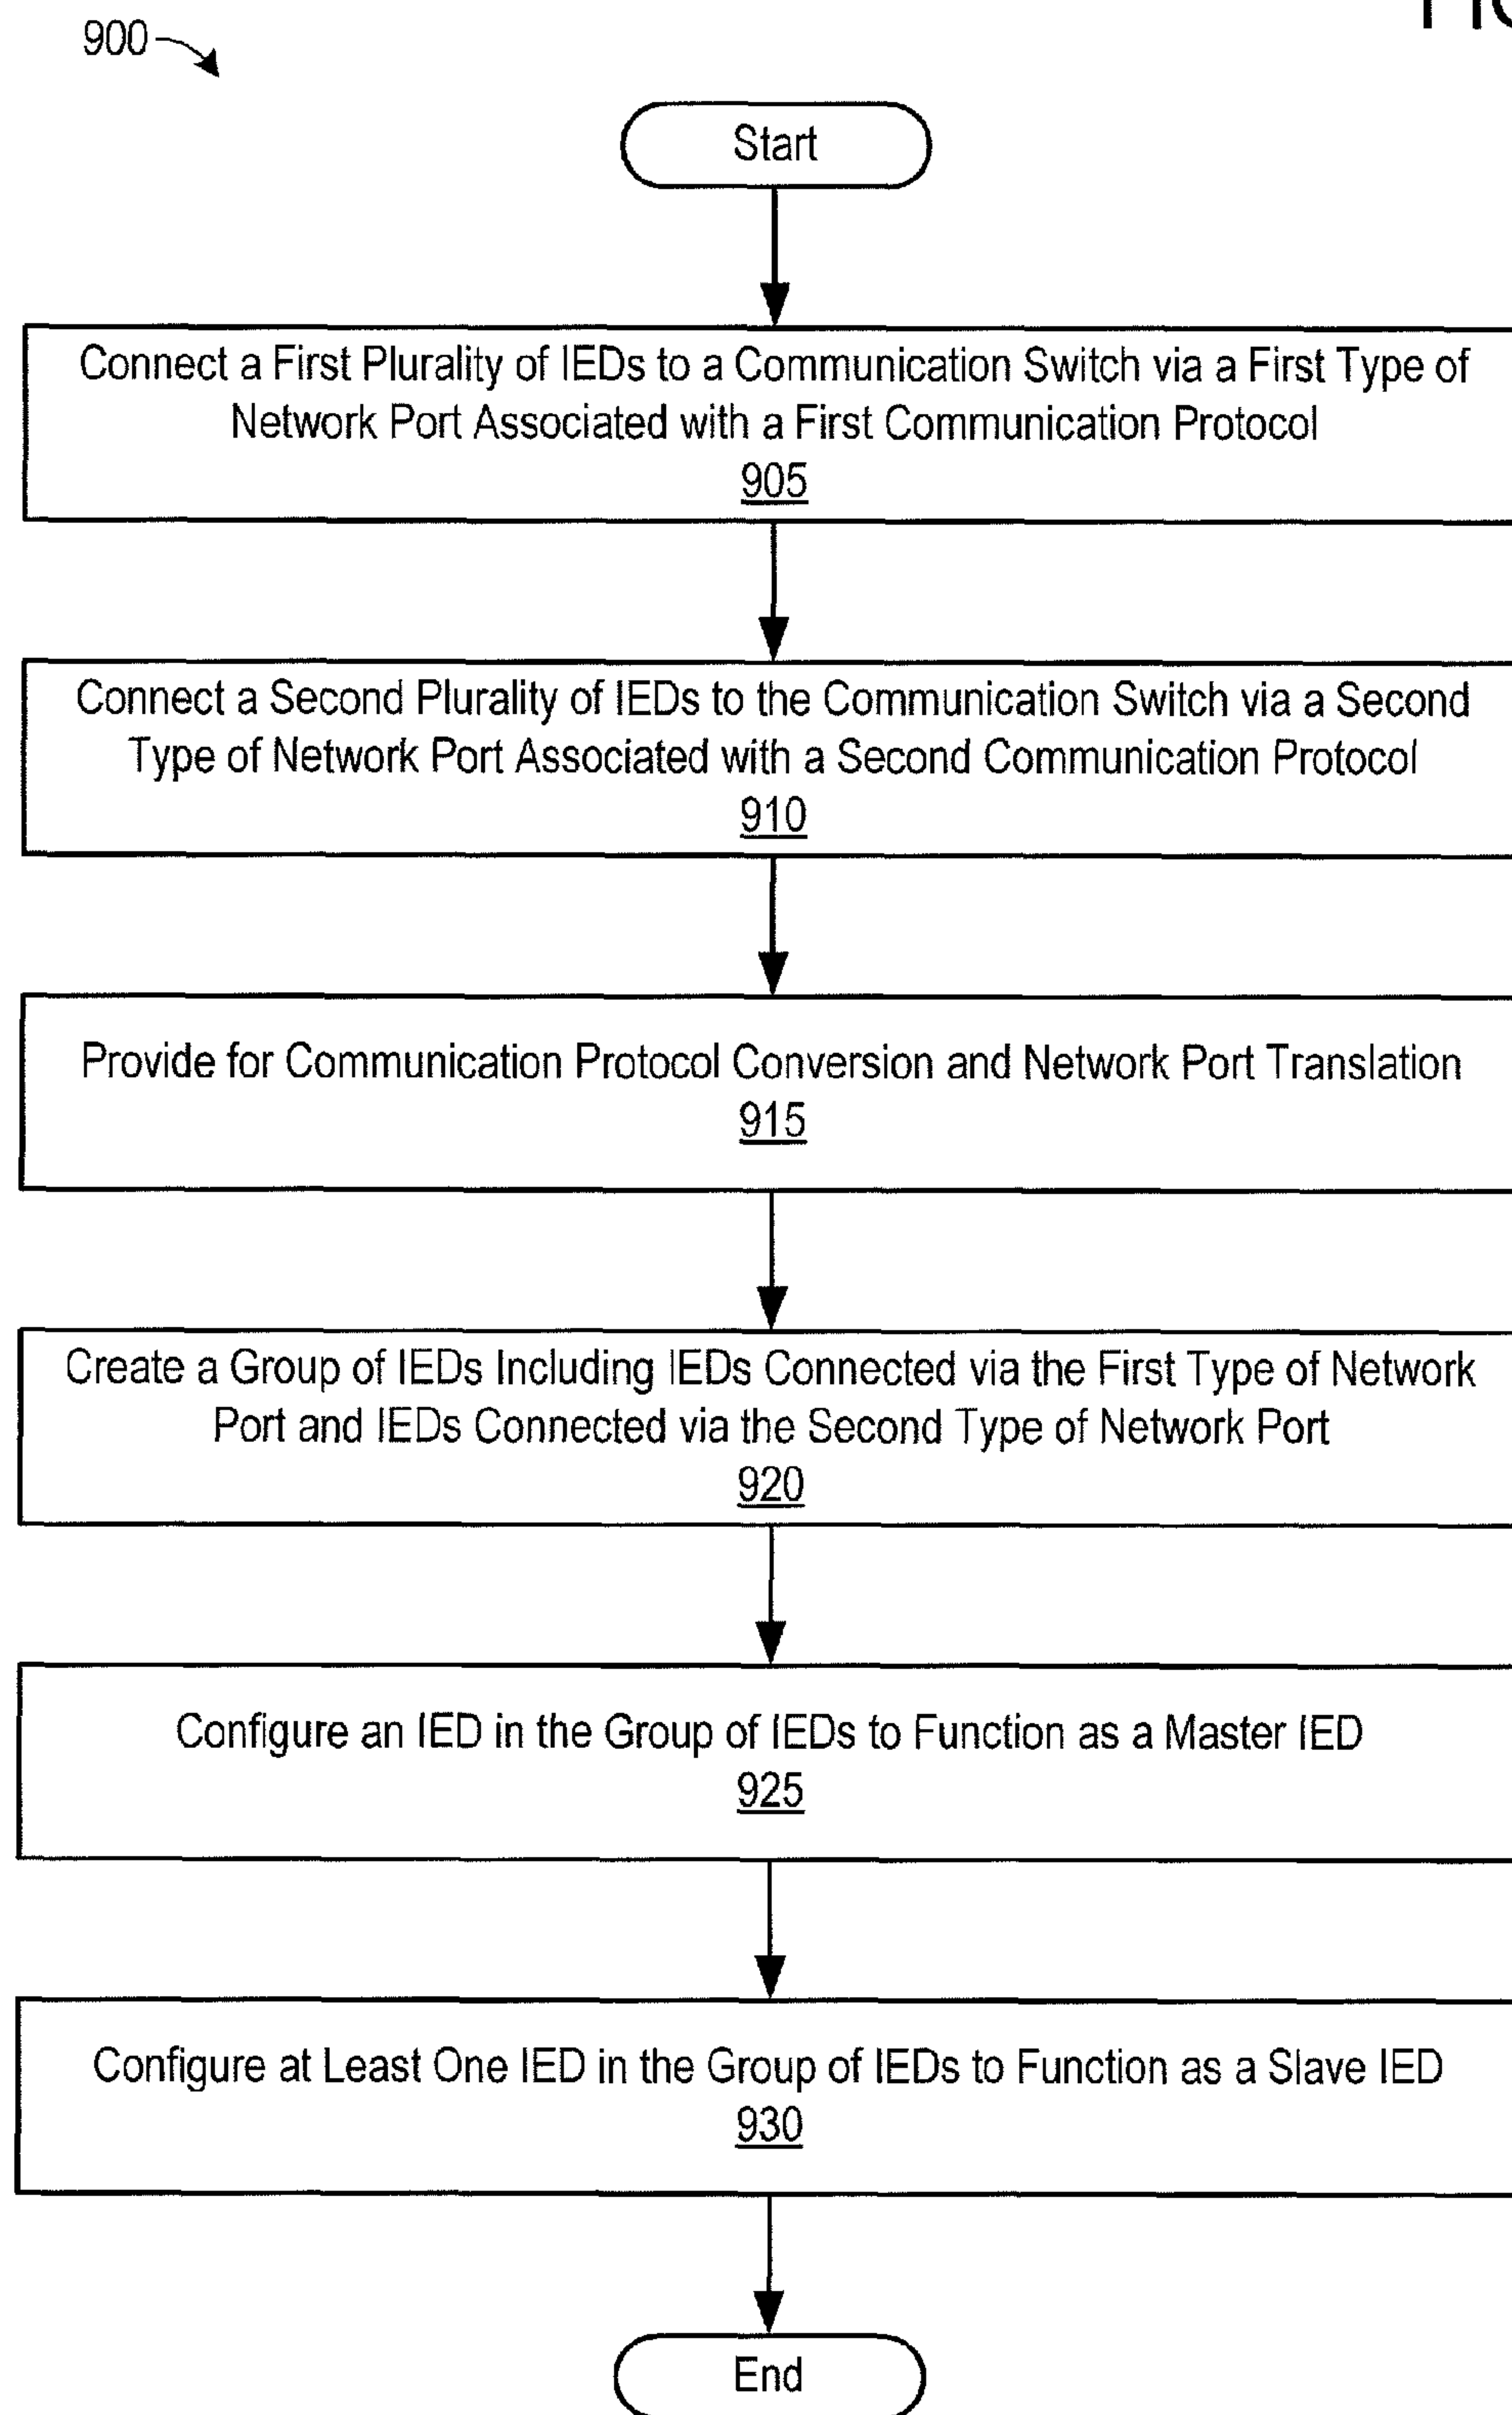 900
Start
Connect a First Plurality of IEDs to a Communication Switch via a First Type of
Network Port Associated with a First Communication Protocol
905
Connect a Second Plurality of IEDs to the Communication Switch via a Second
Type of Network Port Associated with a Second Communication Protocol
910
Provide for Communication Protocol Conversion and Network Port Translation
915
Create a Group of IEDs Including IEDs Connected via the First Type of Network
Port and IEDs Connected via the Second Type of Network Port
920
Configure an IED in the Group of IEDs to Function as a Master IED
925
Configure at Least One IED in the Group of IEDs to Function as a Slave IED
930
End